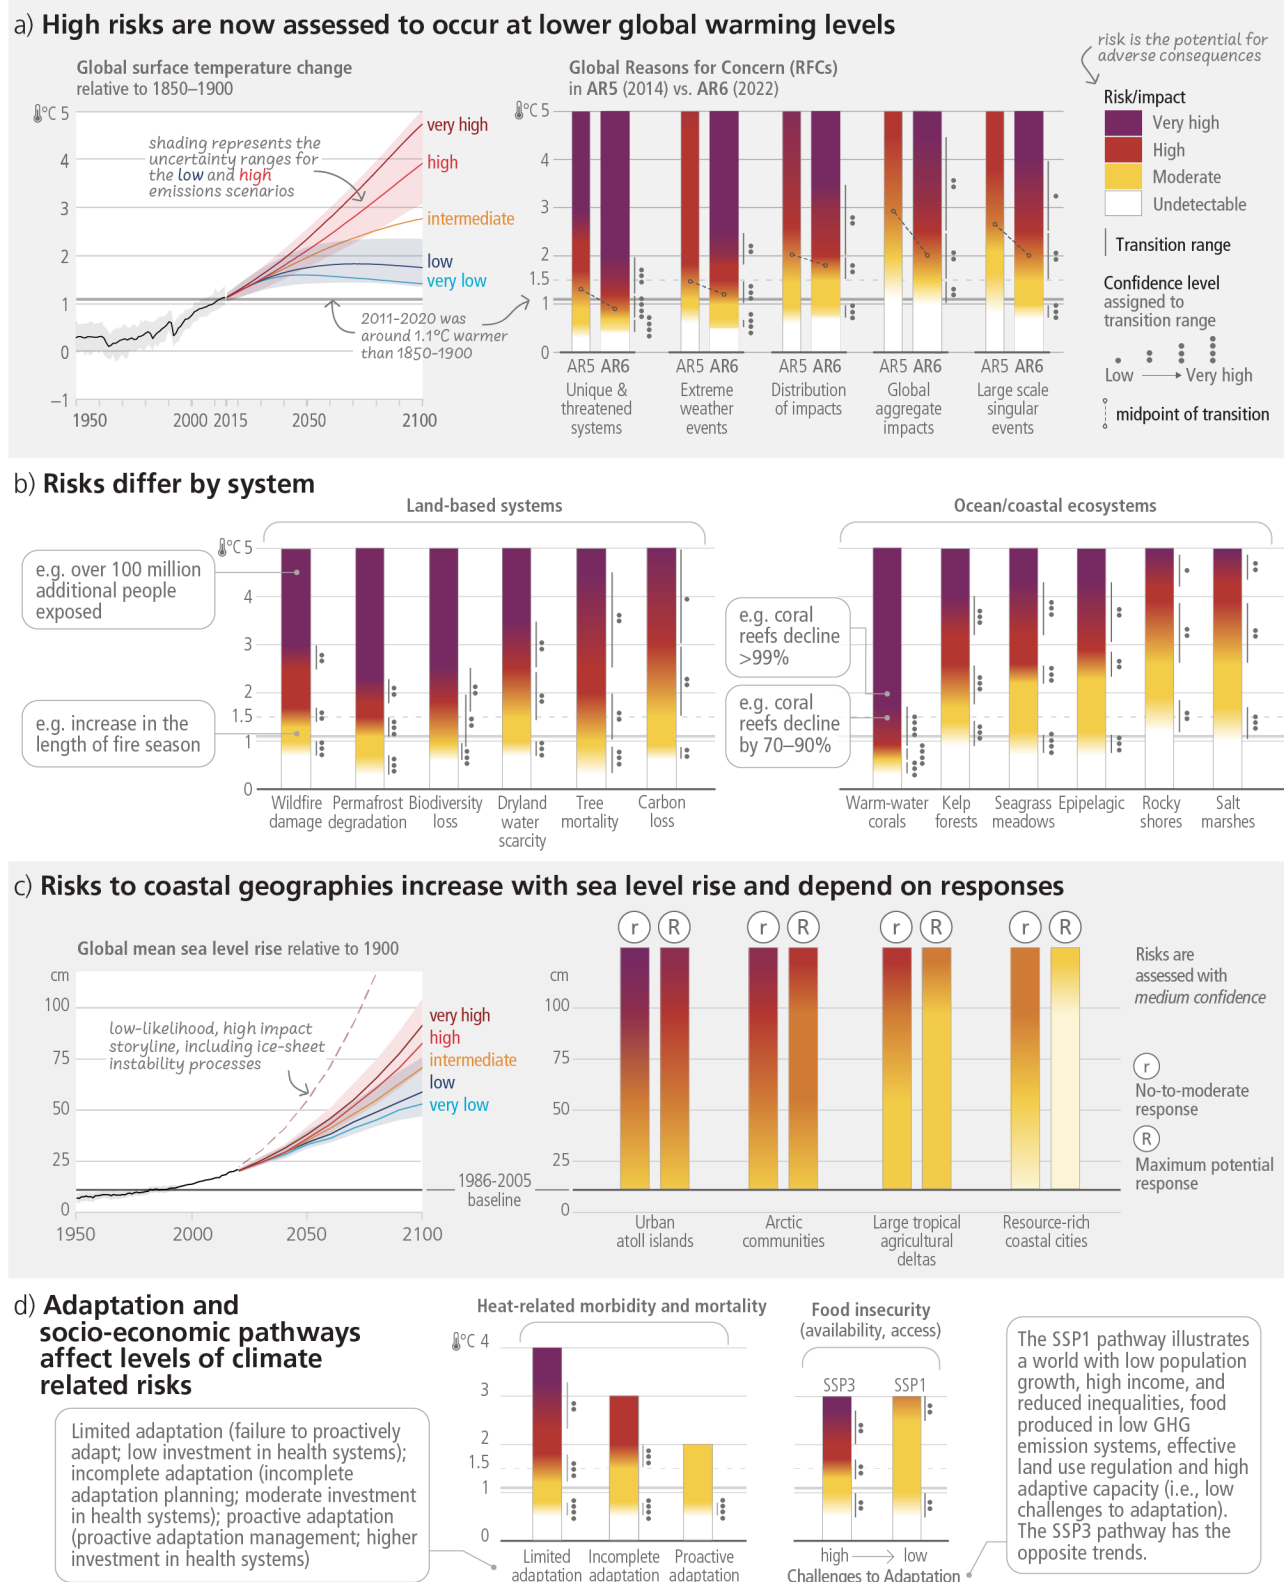 a) High risks are now assessed to occur at lower global warming levels
risk is the potential for
adverse consequences
Global surface temperature change
relative to 1850–1900
Global Reasons for Concern (RFCs)
in AR5 (2014) vs. AR6 (2022)
°C 5
4
3
2
1
0
−1
shading represents the
uncertainty ranges for
the low and high
emissions scenarios
very high
high
intermediate
low
very low
2011-2020 was
around 1.1°C warmer
than 1850-1900
1950
2000 2015
2050
2100
°C 5
4
3
2
1.5
1
0
AR5 AR6
AR5 AR6
AR5 AR6
AR5 AR6
AR5 AR6
Unique &
threatened
systems
Extreme
weather
events
Distribution
of impacts
Global
aggregate
impacts
Large scale
singular
events
Risk/impact
Very high
High
Moderate
Undetectable
Transition range
Confidence level
assigned to
transition range
Low
Very high
midpoint of transition
b) Risks differ by system
Land-based systems
Ocean/coastal ecosystems
°C 5
4
3
2
1.5
1
0
e.g. over 100 million
additional people
exposed
e.g. increase in the
length of fire season
e.g. coral
reefs decline
>99%
e.g. coral
reefs decline
by 70–90%
Wildfire
damage
Permafrost
degradation
Biodiversity
loss
Dryland
water
scarcity
Tree
mortality
Carbon
loss
Warm-water
corals
Kelp
forests
Seagrass
meadows
Epipelagic
Rocky
shores
Salt
marshes
c) Risks to coastal geographies increase with sea level rise and depend on responses
Global mean sea level rise relative to 1900
cm
100
75
50
25
0
low-likelihood, high impact
storyline, including ice-sheet
instability processes
very high
high
intermediate
low
very low
1986-2005
baseline
1950
2000
2050
2100
cm
100
75
50
25
0
r
R
r
R
r
R
r
R
Urban
atoll islands
Arctic
communities
Large tropical
agricultural
deltas
Resource-rich
coastal cities
Risks are
assessed with
medium confidence
r
No-to-moderate
response
R
Maximum potential
response
d) Adaptation and
socio-economic pathways
affect levels of climate
related risks
Limited adaptation (failure to proactively
adapt; low investment in health systems);
incomplete adaptation (incomplete
adaptation planning; moderate investment
in health systems); proactive adaptation
(proactive adaptation management; higher
investment in health systems)
Heat-related morbidity and mortality
°C 4
3
2
1.5
1
0
Limited
adaptation
Incomplete
adaptation
Proactive
adaptation
Food insecurity
(availability, access)
SSP3
SSP1
high
low
Challenges to Adaptation
The SSP1 pathway illustrates
a world with low population
growth, high income, and
reduced inequalities, food
produced in low GHG
emission systems, effective
land use regulation and high
adaptive capacity (i.e., low
challenges to adaptation).
The SSP3 pathway has the
opposite trends.